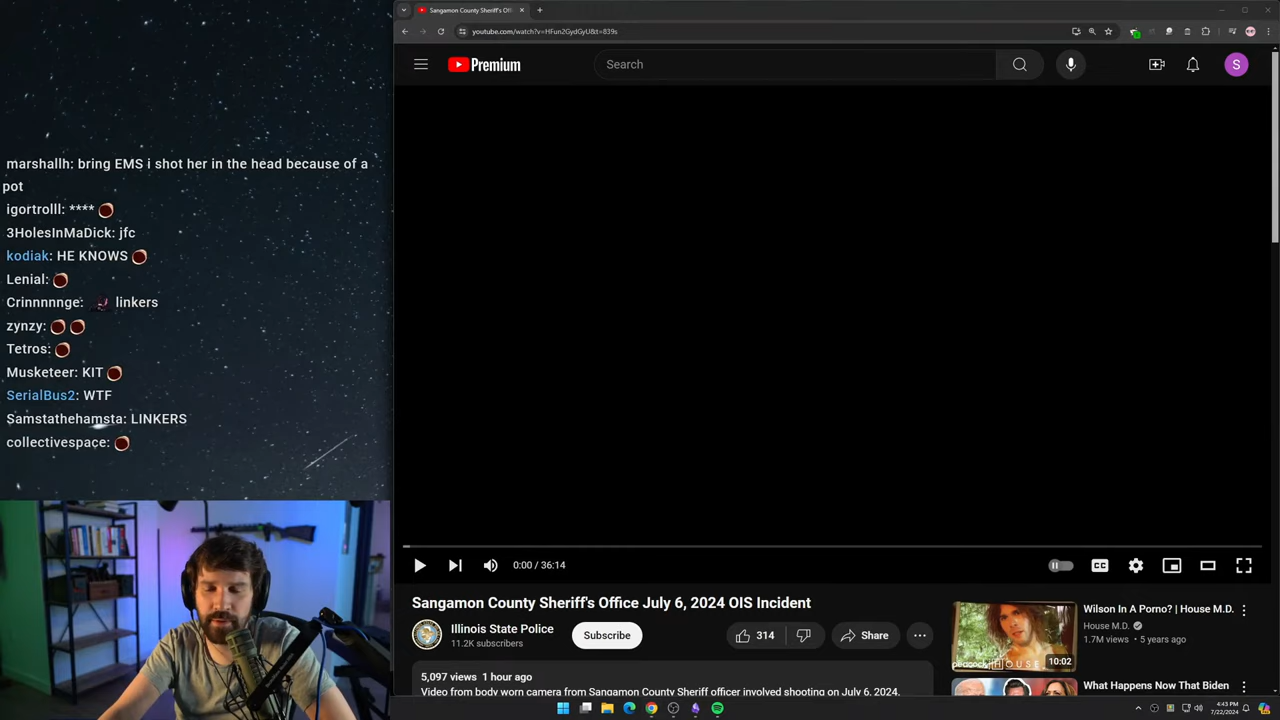 Sangamon County Sheriff's Offi
youtube.com/watch?v=HFun2GydGyU&t=839s
Premium
Search
S
marshallh: bring EMS i shot her in the head because of a
pot
igortrolll: ****
3HolesInMaDick: jfc
kodiak: HE KNOWS
Lenial:
Crinnnnnge: linkers
zynzy:
Tetros:
Musketeer: KIT
SerialBus2: WTF
Samstathehamsta: LINKERS
collectivespace:
0:00 / 36:14
CC
Sangamon County Sheriff's Office July 6, 2024 OIS Incident
Illinois State Police
11.2K subscribers
Subscribe
314
Share
5,097 views 1 hour ago
Video from body worn camera from Sangamon County Sheriff officer involved shooting on July 6, 2024.
Wilson In A Porno? | House M.D.
House M.D.
1.7M views • 5 years ago
peacock HOUSE
10:02
What Happens Now That Biden
4:43 PM
7/22/2024